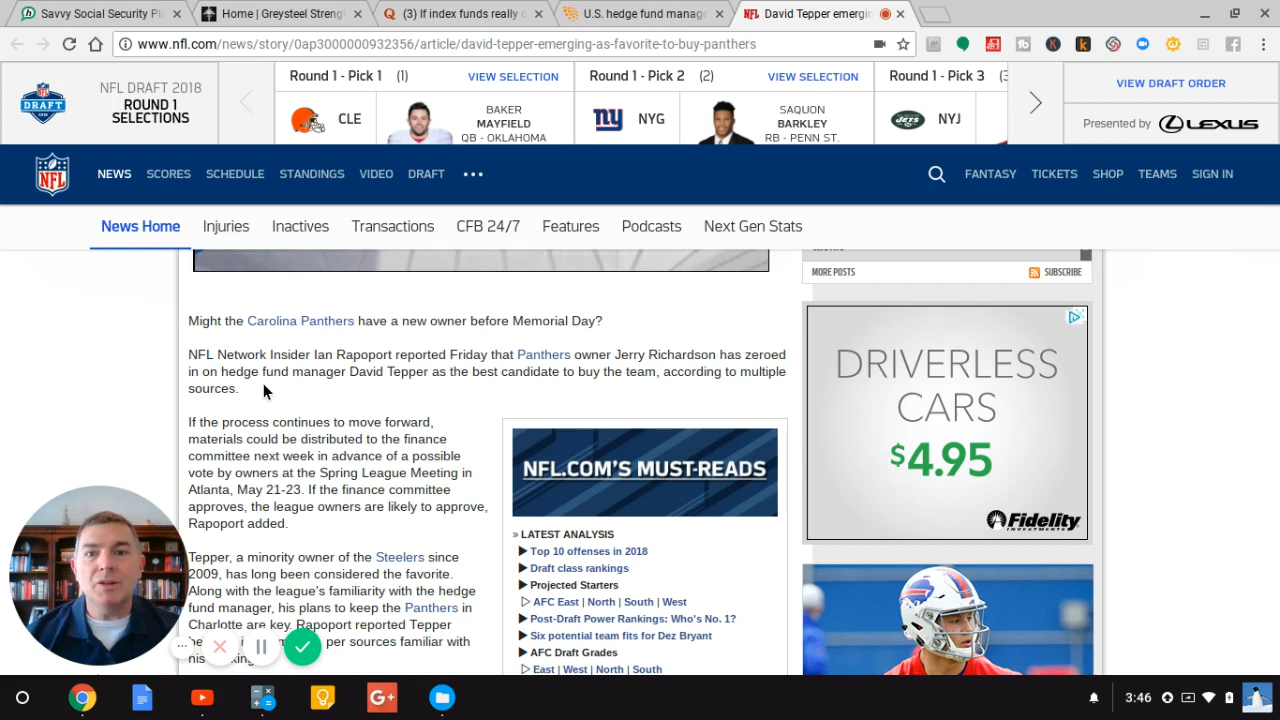 Savvy Social Security Pl
Home | Greysteel Streng
(3) If index funds really c
U.S. hedge fund manage
David Tepper emergin
www.nfl.com/news/story/0ap3000000932356/article/david-tepper-emerging-as-favorite-to-buy-panthers
NFL DRAFT 2018
ROUND 1
SELECTIONS
DRAFT
Round 1 - Pick 1 (1) VIEW SELECTION
CLE
BAKER
MAYFIELD
QB - OKLAHOMA
Round 1 - Pick 2 (2) VIEW SELECTION
NYG
SAQUON
BARKLEY
RB - PENN ST.
Round 1 - Pick 3 (3
NYJ
VIEW DRAFT ORDER
Presented by LEXUS
NFL
NEWS SCORES SCHEDULE STANDINGS VIDEO DRAFT ••• FANTASY TICKETS SHOP TEAMS SIGN IN
News Home Injuries Inactives Transactions CFB 24/7 Features Podcasts Next Gen Stats
MORE POSTS SUBSCRIBE
Might the Carolina Panthers have a new owner before Memorial Day?
NFL Network Insider Ian Rapoport reported Friday that Panthers owner Jerry Richardson has zeroed
in on hedge fund manager David Tepper as the best candidate to buy the team, according to multiple
sources.
If the process continues to move forward,
materials could be distributed to the finance
committee next week in advance of a possible
vote by owners at the Spring League Meeting in
Atlanta, May 21-23. If the finance committee
approves, the league owners are likely to approve,
Rapoport added.
Tepper, a minority owner of the Steelers since
2009, has long been considered the favorite.
Along with the league's familiarity with the hedge
fund manager, his plans to keep the Panthers in
Charlotte are key. Rapoport reported Tepper
per sources familiar with
NFL.COM'S MUST-READS
» LATEST ANALYSIS
▶ Top 10 offenses in 2018
▶ Draft class rankings
▶ Projected Starters
▷ AFC East | North | South | West
▶ Post-Draft Power Rankings: Who's No. 1?
▶ Six potential team fits for Dez Bryant
▶ AFC Draft Grades
▷ East | West | North | South
DRIVERLESS
CARS
$4.95
Fidelity
3:46